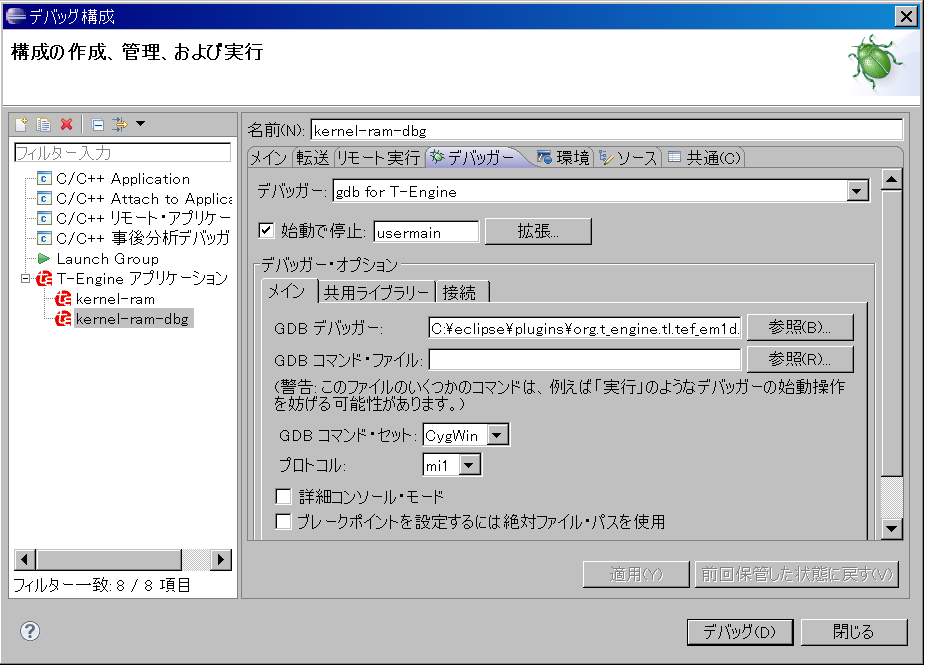 デバッグ構成
構成の作成、管理、および実行
名前(N): kernel-ram-dbg
フィルター入力
メイン 転送 リモート実行 デバッガー 環境 ソース 共通(C)
C/C++ Application
C/C++ Attach to Applica
C/C++ リモート・アプリケー
C/C++ 事後分析デバッガ
Launch Group
T-Engine アプリケーション
kernel-ram
kernel-ram-dbg
フィルター一致: 8 / 8 項目
デバッガー: gdb for T-Engine
始動で停止: usermain 拡張...
デバッガー・オプション
メイン 共用ライブラリー 接続
GDB デバッガー: C:¥eclipse¥plugins¥org.t_engine.tl.tef_em1d. 参照(B)...
GDB コマンド・ファイル: 参照(R)...
(警告: このファイルのいくつかのコマンドは、例えば「実行」のようなデバッガーの始動操作
を妨げる可能性があります。)
GDB コマンド・セット: CygWin
プロトコル: mi1
詳細コンソール・モード
ブレークポイントを設定するには絶対ファイル・パスを使用
適用(Y) 前回保管した状態に戻す(V)
デバッグ(D) 閉じる